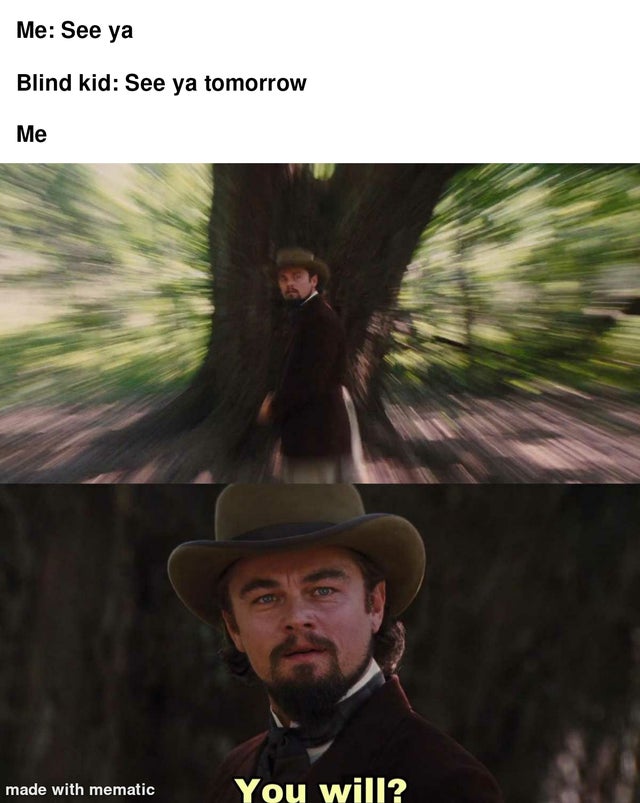 Me: See ya
Blind kid: See ya tomorrow
Me
made with mematic
You will?